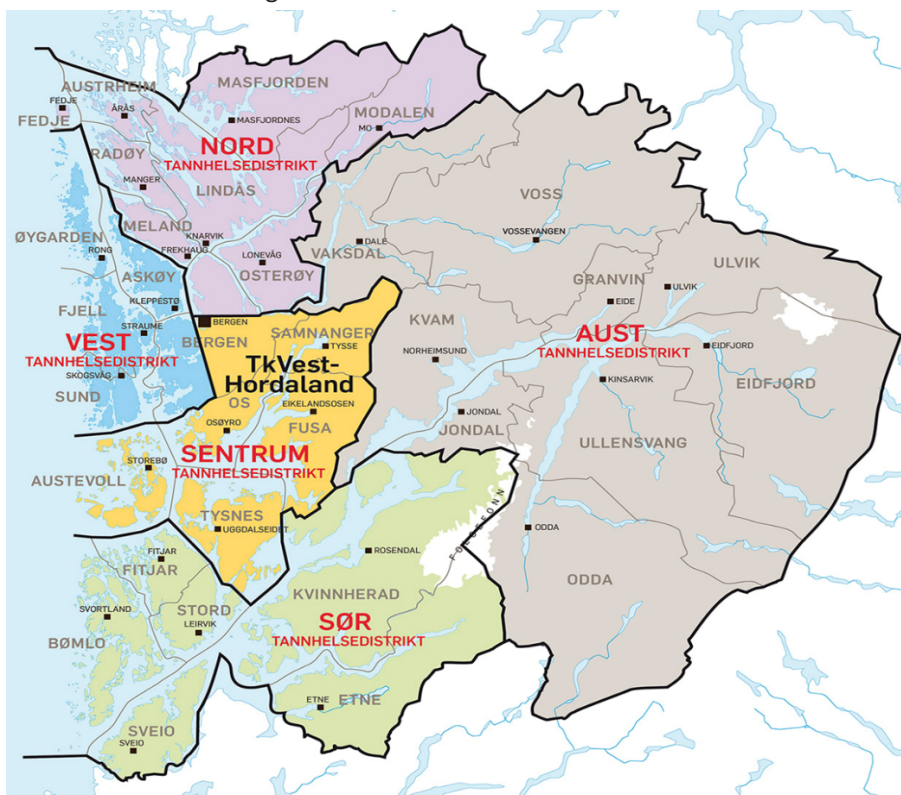 MASFJORDEN
AUSTRHEIM
FEDJE
ÅRÅS
FEDJE
MASFJORDNES
MODALEN
MO
NORD
TANNHELSEDISTRIKT
RADØY
MANGER
LINDÅS
VOSS
MELAND
KNARVIK
FREKHAUG
LONEVÅG
OSTERØY
VAKSDAL
DALE
VOSSEVANGEN
ØYGARDEN
RONG
ASKØY
ULVIK
GRANVIN
ULVIK
EIDE
FJELL
KLEPPESTØ
STRAUME
BERGEN
BERGEN
SAMNANGER
TYSSE
KVAM
NORHEIMSUND
VEST
TANNHELSEDISTRIKT
SKOGSVÅG
SUND
AUST
TANNHELSEDISTRIKT
EIDFJORD
EIDFJORD
KINSARVIK
TkVest-
Hordaland
OS
EIKELANDSOSEN
OSØYRO
FUSA
JONDAL
JONDAL
ULLENSVANG
SENTRUM
TANNHELSEDISTRIKT
STOREBØ
AUSTEVOLL
TYSNES
UGGDALSEIDET
FOLGEFONN
ODDA
ODDA
FITJAR
FITJAR
ROSENDAL
KVINNHERAD
SVORTLAND
STORD
LEIRVIK
BØMLO
SØR
TANNHELSEDISTRIKT
ETNE
ETNE
SVEIO
SVEIO